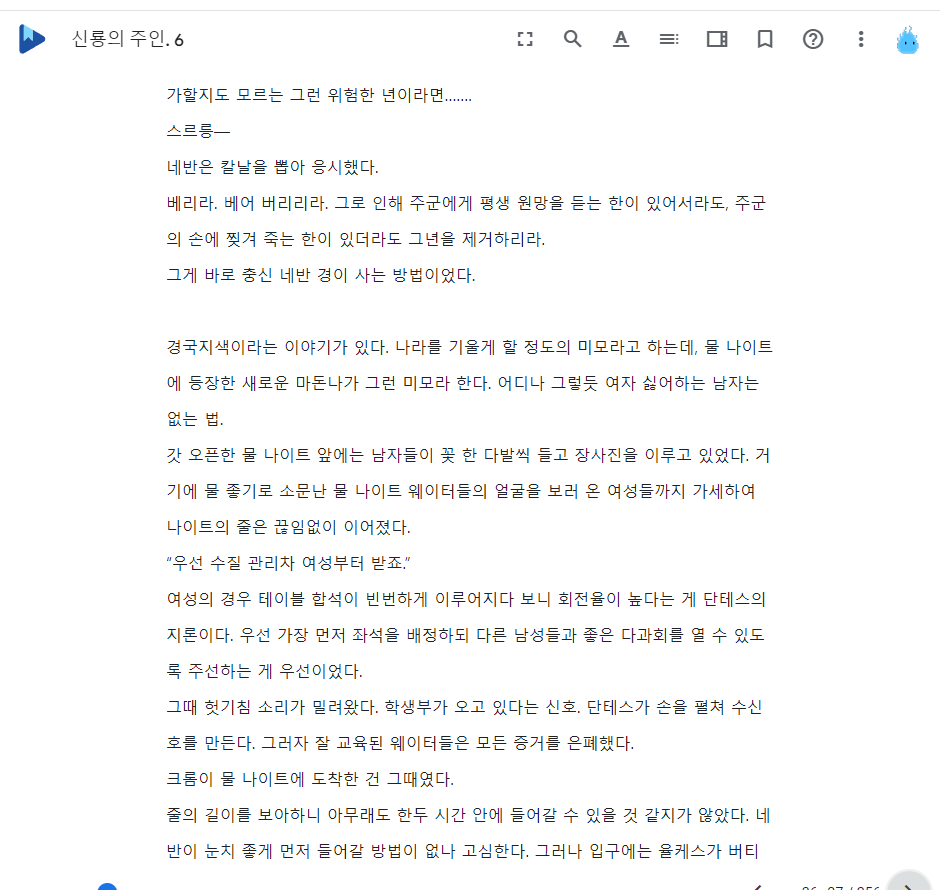 신룡의 주인. 6
가할지도 모르는 그런 위험한 년이라면…….
스르릉―
네반은 칼날을 뽑아 응시했다.
베리라. 베어 버리리라. 그로 인해 주군에게 평생 원망을 듣는 한이 있어서라도, 주군
의 손에 찢겨 죽는 한이 있더라도 그년을 제거하리라.
그게 바로 충신 네반 경이 사는 방법이었다.
경국지색이라는 이야기가 있다. 나라를 기울게 할 정도의 미모라고 하는데, 물 나이트
에 등장한 새로운 마돈나가 그런 미모라 한다. 어디나 그렇듯 여자 싫어하는 남자는
없는 법.
갓 오픈한 물 나이트 앞에는 남자들이 꽃 한 다발씩 들고 장사진을 이루고 있었다. 거
기에 물 좋기로 소문난 물 나이트 웨이터들의 얼굴을 보러 온 여성들까지 가세하여
나이트의 줄은 끊임없이 이어졌다.
“우선 수질 관리차 여성부터 받죠.”
여성의 경우 테이블 합석이 빈번하게 이루어지다 보니 회전율이 높다는 게 단테스의
지론이다. 우선 가장 먼저 좌석을 배정하되 다른 남성들과 좋은 다과회를 열 수 있도
록 주선하는 게 우선이었다.
그때 헛기침 소리가 밀려왔다. 학생부가 오고 있다는 신호. 단테스가 손을 펼쳐 수신
호를 만든다. 그러자 잘 교육된 웨이터들은 모든 증거를 은폐했다.
크롬이 물 나이트에 도착한 건 그때였다.
줄의 길이를 보아하니 아무래도 한두 시간 안에 들어갈 수 있을 것 같지가 않았다. 네
반이 눈치 좋게 먼저 들어갈 방법이 없나 고심한다. 그러나 입구에는 율케스가 버티